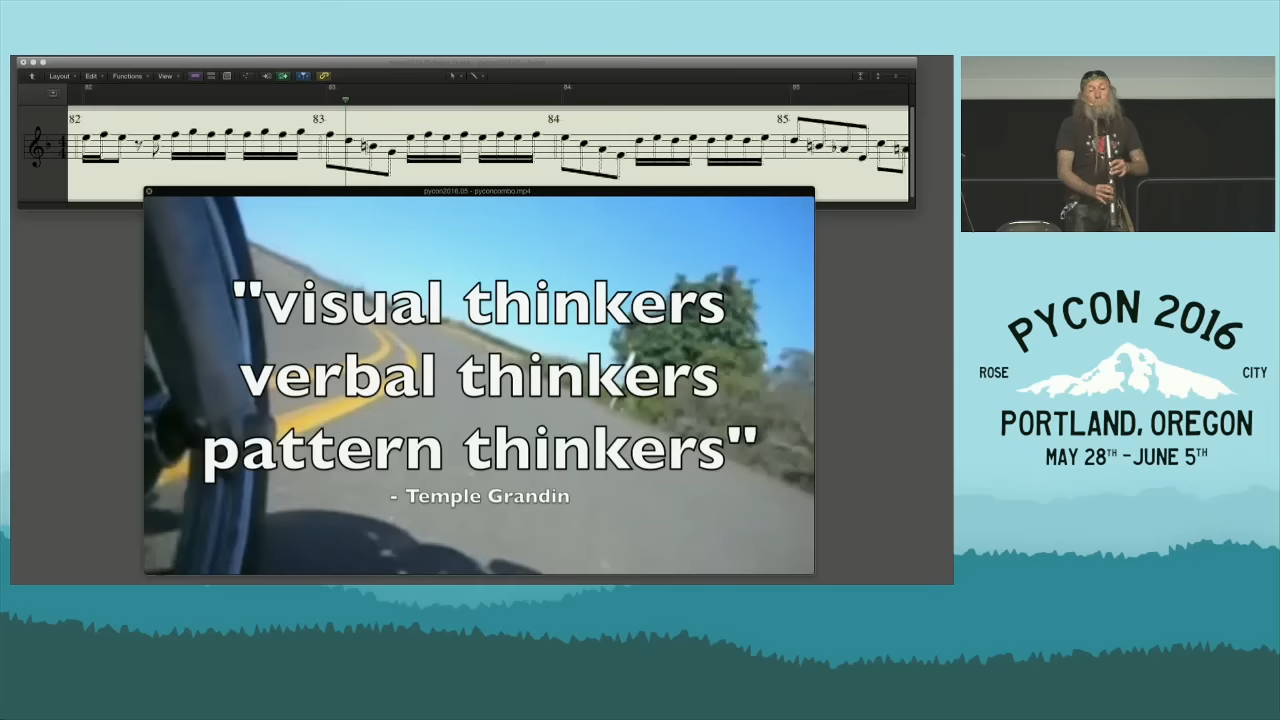 Layout Edit Functions View
82 83 84 85
82 83 84 85
pycon2016.05 - pyconcombo.mp4
"visual thinkers
verbal thinkers
pattern thinkers"
- Temple Grandin
PYCON 2016
ROSE CITY
PORTLAND, OREGON
MAY 28TH - JUNE 5TH